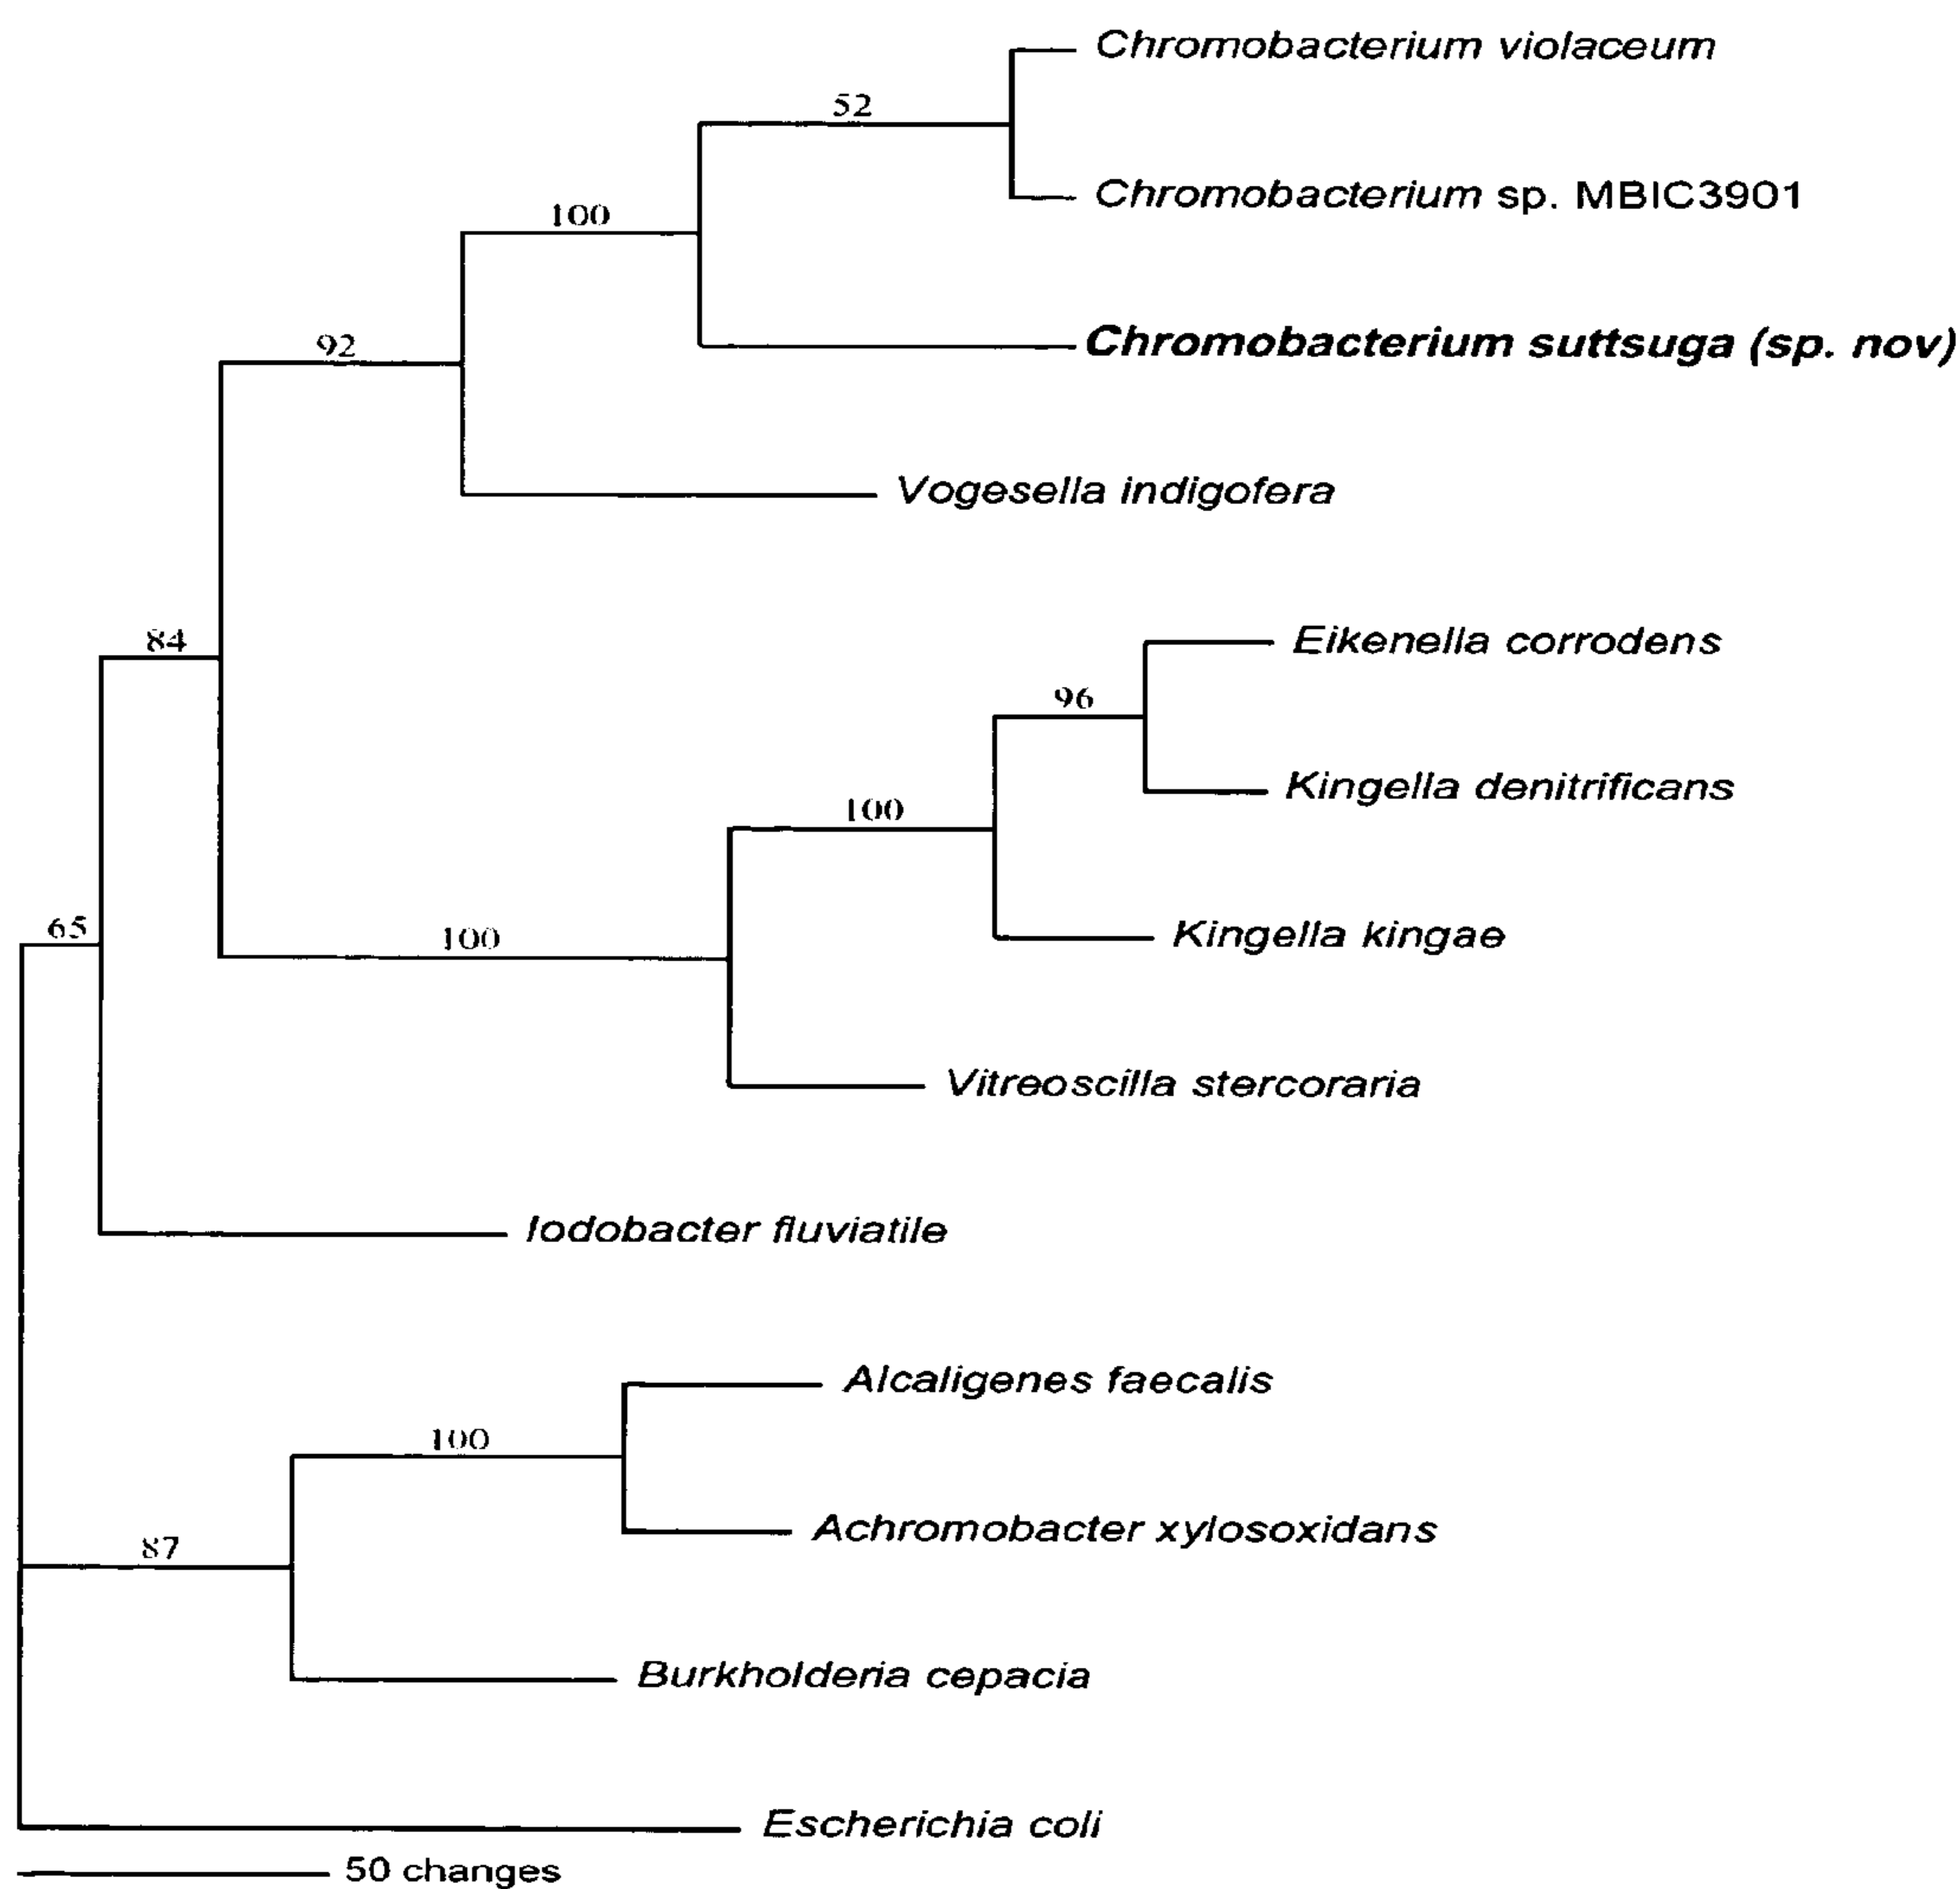 Chromobacterium violaceum
52
Chromobacterium sp. MBIC3901
100
Chromobacterium suttsuga (sp. nov)
92
Vogesella indigofera
84
Eikenella corrodens
96
Kingella denitrificans
100
Kingella kingae
65
100
Vitreoscilla stercoraria
Iodobacter fluviatile
Alcaligenes faecalis
100
Achromobacter xylosoxidans
87
Burkholderia cepacia
Escherichia coli
50 changes